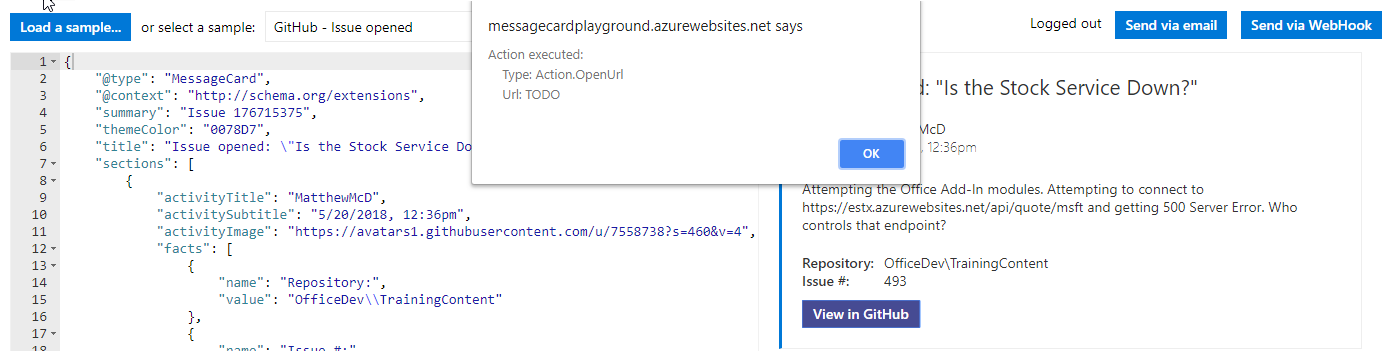 Load a sample... or select a sample: GitHub - Issue opened
messagecardplayground.azurewebsites.net says
Action executed:
Type: Action.OpenUrl
Url: TODO
OK
Logged out Send via email Send via WebHook
1 {
2 "@type": "MessageCard",
3 "@context": "http://schema.org/extensions",
4 "summary": "Issue 176715375",
5 "themeColor": "0078D7",
6 "title": "Issue opened: \"Is the Stock Service Do
7 "sections": [
8 {
9 "activityTitle": "MatthewMcD",
10 "activitySubtitle": "5/20/2018, 12:36pm",
11 "activityImage": "https://avatars1.githubusercontent.com/u/7558738?s=460&v=4",
12 "facts": [
13 {
14 "name": "Repository:",
15 "value": "OfficeDev\\TrainingContent"
16 },
17 {
18 "name": "Issue #:"
d: "Is the Stock Service Down?"
McD
, 12:36pm
Attempting the Office Add-In modules. Attempting to connect to
https://estx.azurewebsites.net/api/quote/msft and getting 500 Server Error. Who
controls that endpoint?
Repository: OfficeDev\TrainingContent
Issue #: 493
View in GitHub